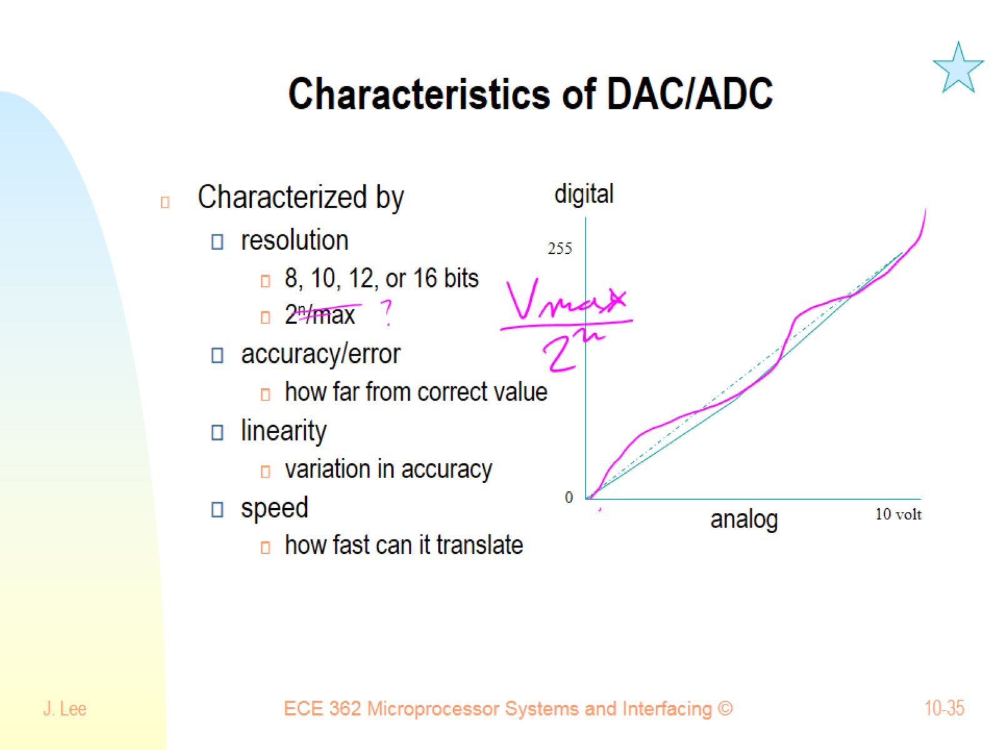 Characteristics of DAC/ADC
Characterized by
resolution
8, 10, 12, or 16 bits
2ⁿ/max ?
accuracy/error
how far from correct value
linearity
variation in accuracy
speed
how fast can it translate
digital
255
Vmax
2ⁿ
0
analog
10 volt
J. Lee
ECE 362 Microprocessor Systems and Interfacing ©
10-35